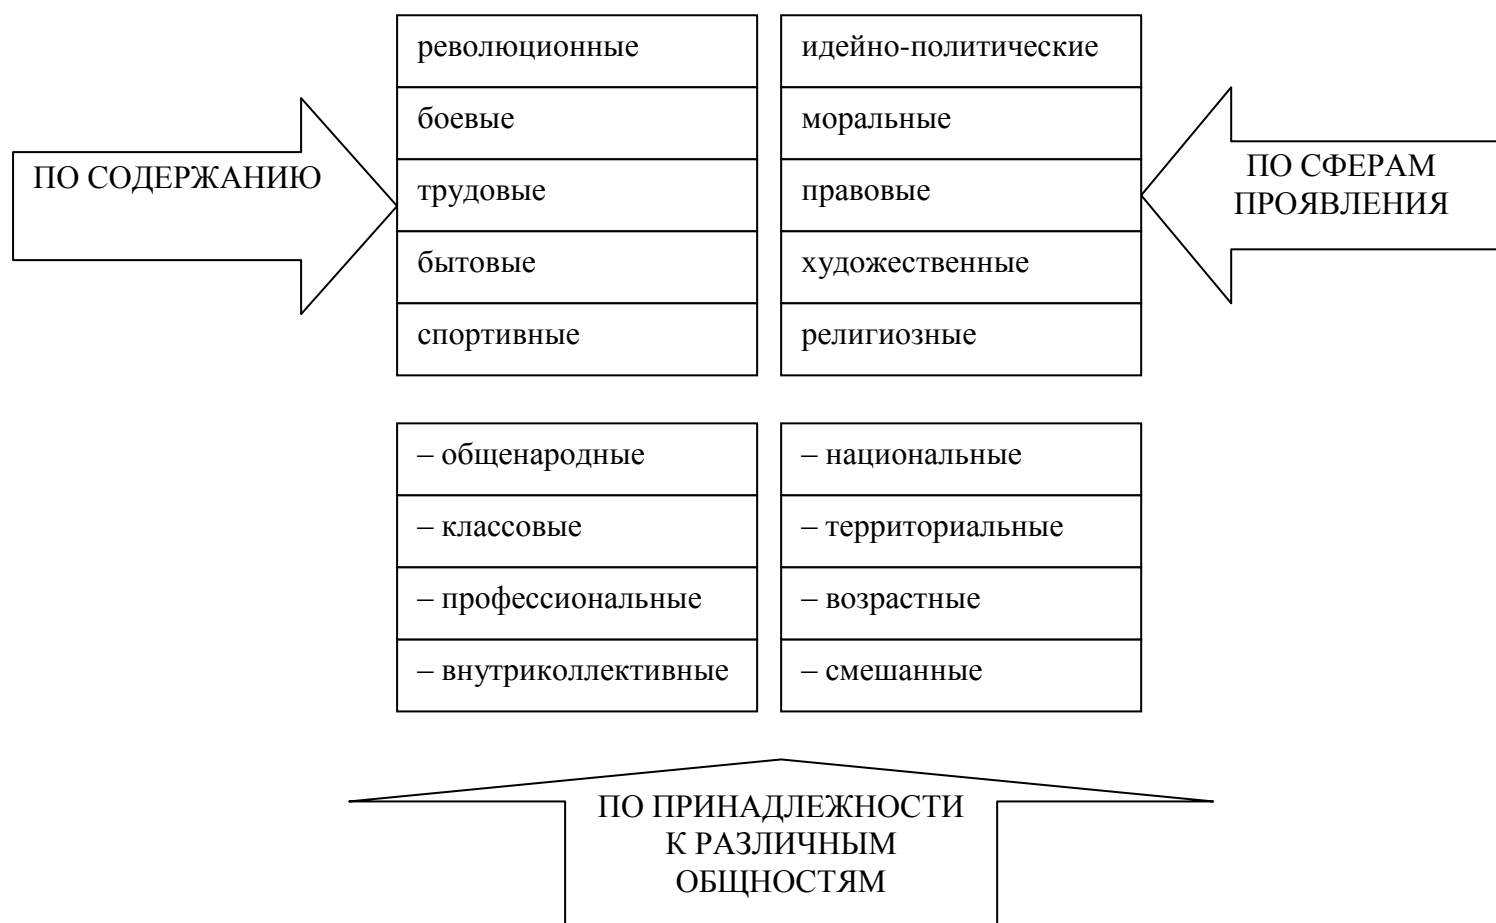 ПО СОДЕРЖАНИЮ
революционные
боевые
трудовые
бытовые
спортивные
идейно-политические
моральные
правовые
художественные
религиозные
ПО СФЕРАМ
ПРОЯВЛЕНИЯ
– общенародные
– классовые
– профессиональные
– внутриколлективные
– национальные
– территориальные
– возрастные
– смешанные
ПО ПРИНАДЛЕЖНОСТИ
К РАЗЛИЧНЫМ
ОБЩНОСТЯМ